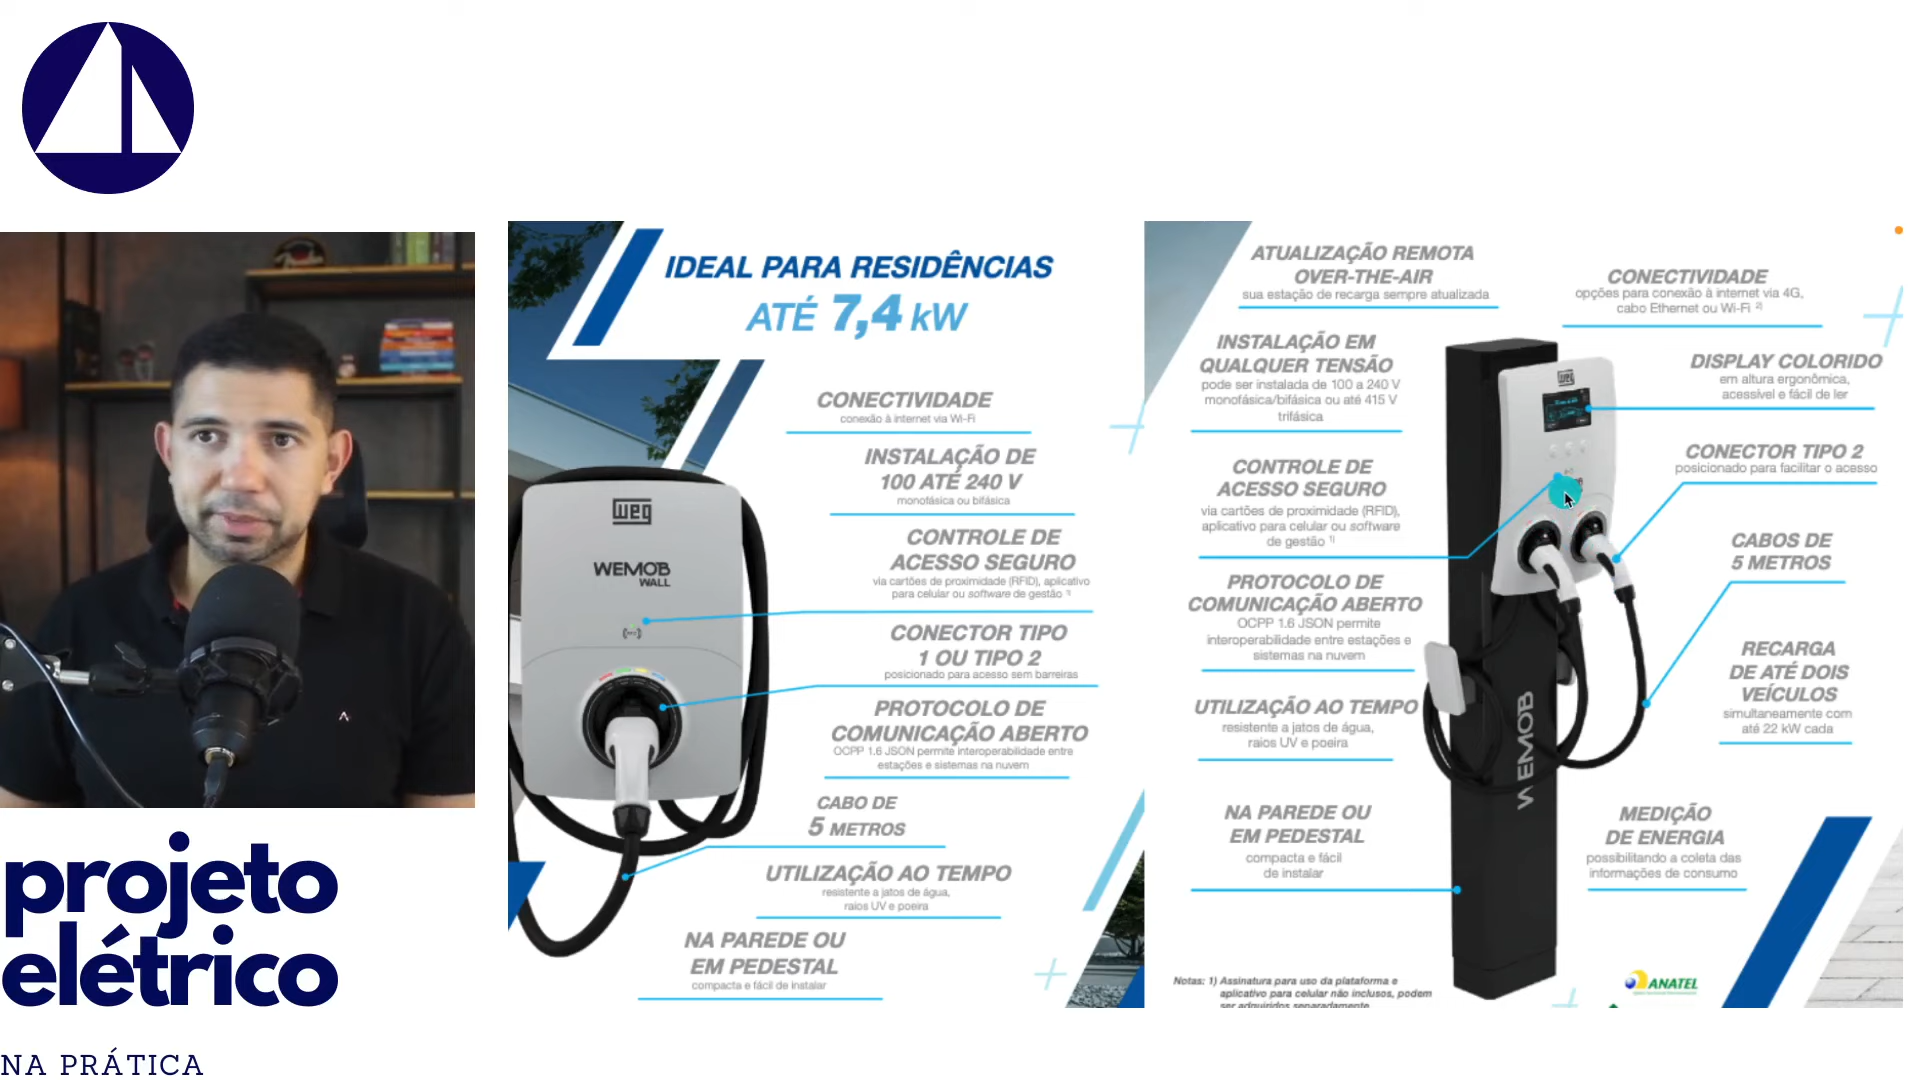 projeto
elétrico
NA PRÁTICA
IDEAL PARA RESIDÊNCIAS
ATÉ 7,4 kW
CONECTIVIDADE
conexão à internet via Wi-Fi
INSTALAÇÃO DE
100 ATÉ 240 V
monofásica ou bifásica
CONTROLE DE
ACESSO SEGURO
via cartões de proximidade (RFID), aplicativo
para celular ou software de gestão 1)
CONECTOR TIPO
1 OU TIPO 2
posicionado para acesso sem barreiras
PROTOCOLO DE
COMUNICAÇÃO ABERTO
OCPP 1.6 JSON permite interoperabilidade entre
estações e sistemas na nuvem
CABO DE
5 METROS
UTILIZAÇÃO AO TEMPO
resistente a jatos de água,
raios UV e poeira
NA PAREDE OU
EM PEDESTAL
compacta e fácil de instalar
weg
WEMOB
WALL
ATUALIZAÇÃO REMOTA
OVER-THE-AIR
sua estação de recarga sempre atualizada
INSTALAÇÃO EM
QUALQUER TENSÃO
pode ser instalada de 100 a 240 V
monofásica/bifásica ou até 415 V
trifásica
CONTROLE DE
ACESSO SEGURO
via cartões de proximidade (RFID),
aplicativo para celular ou software
de gestão 1)
PROTOCOLO DE
COMUNICAÇÃO ABERTO
OCPP 1.6 JSON permite
interoperabilidade entre estações e
sistemas na nuvem
UTILIZAÇÃO AO TEMPO
resistente a jatos de água,
raios UV e poeira
NA PAREDE OU
EM PEDESTAL
compacta e fácil
de instalar
Notas: 1) Assinatura para uso da plataforma e
aplicativo para celular não inclusos, podem
ser adquiridos separadamente
weg
WEMOB
CONECTIVIDADE
opções para conexão à internet via 4G,
cabo Ethernet ou Wi-Fi 2)
DISPLAY COLORIDO
em altura ergonômica,
acessível e fácil de ler
CONECTOR TIPO 2
posicionado para facilitar o acesso
CABOS DE
5 METROS
RECARGA
DE ATÉ DOIS
VEÍCULOS
simultaneamente com
até 22 kW cada
MEDIÇÃO
DE ENERGIA
possibilitando a coleta das
informações de consumo
ANATEL